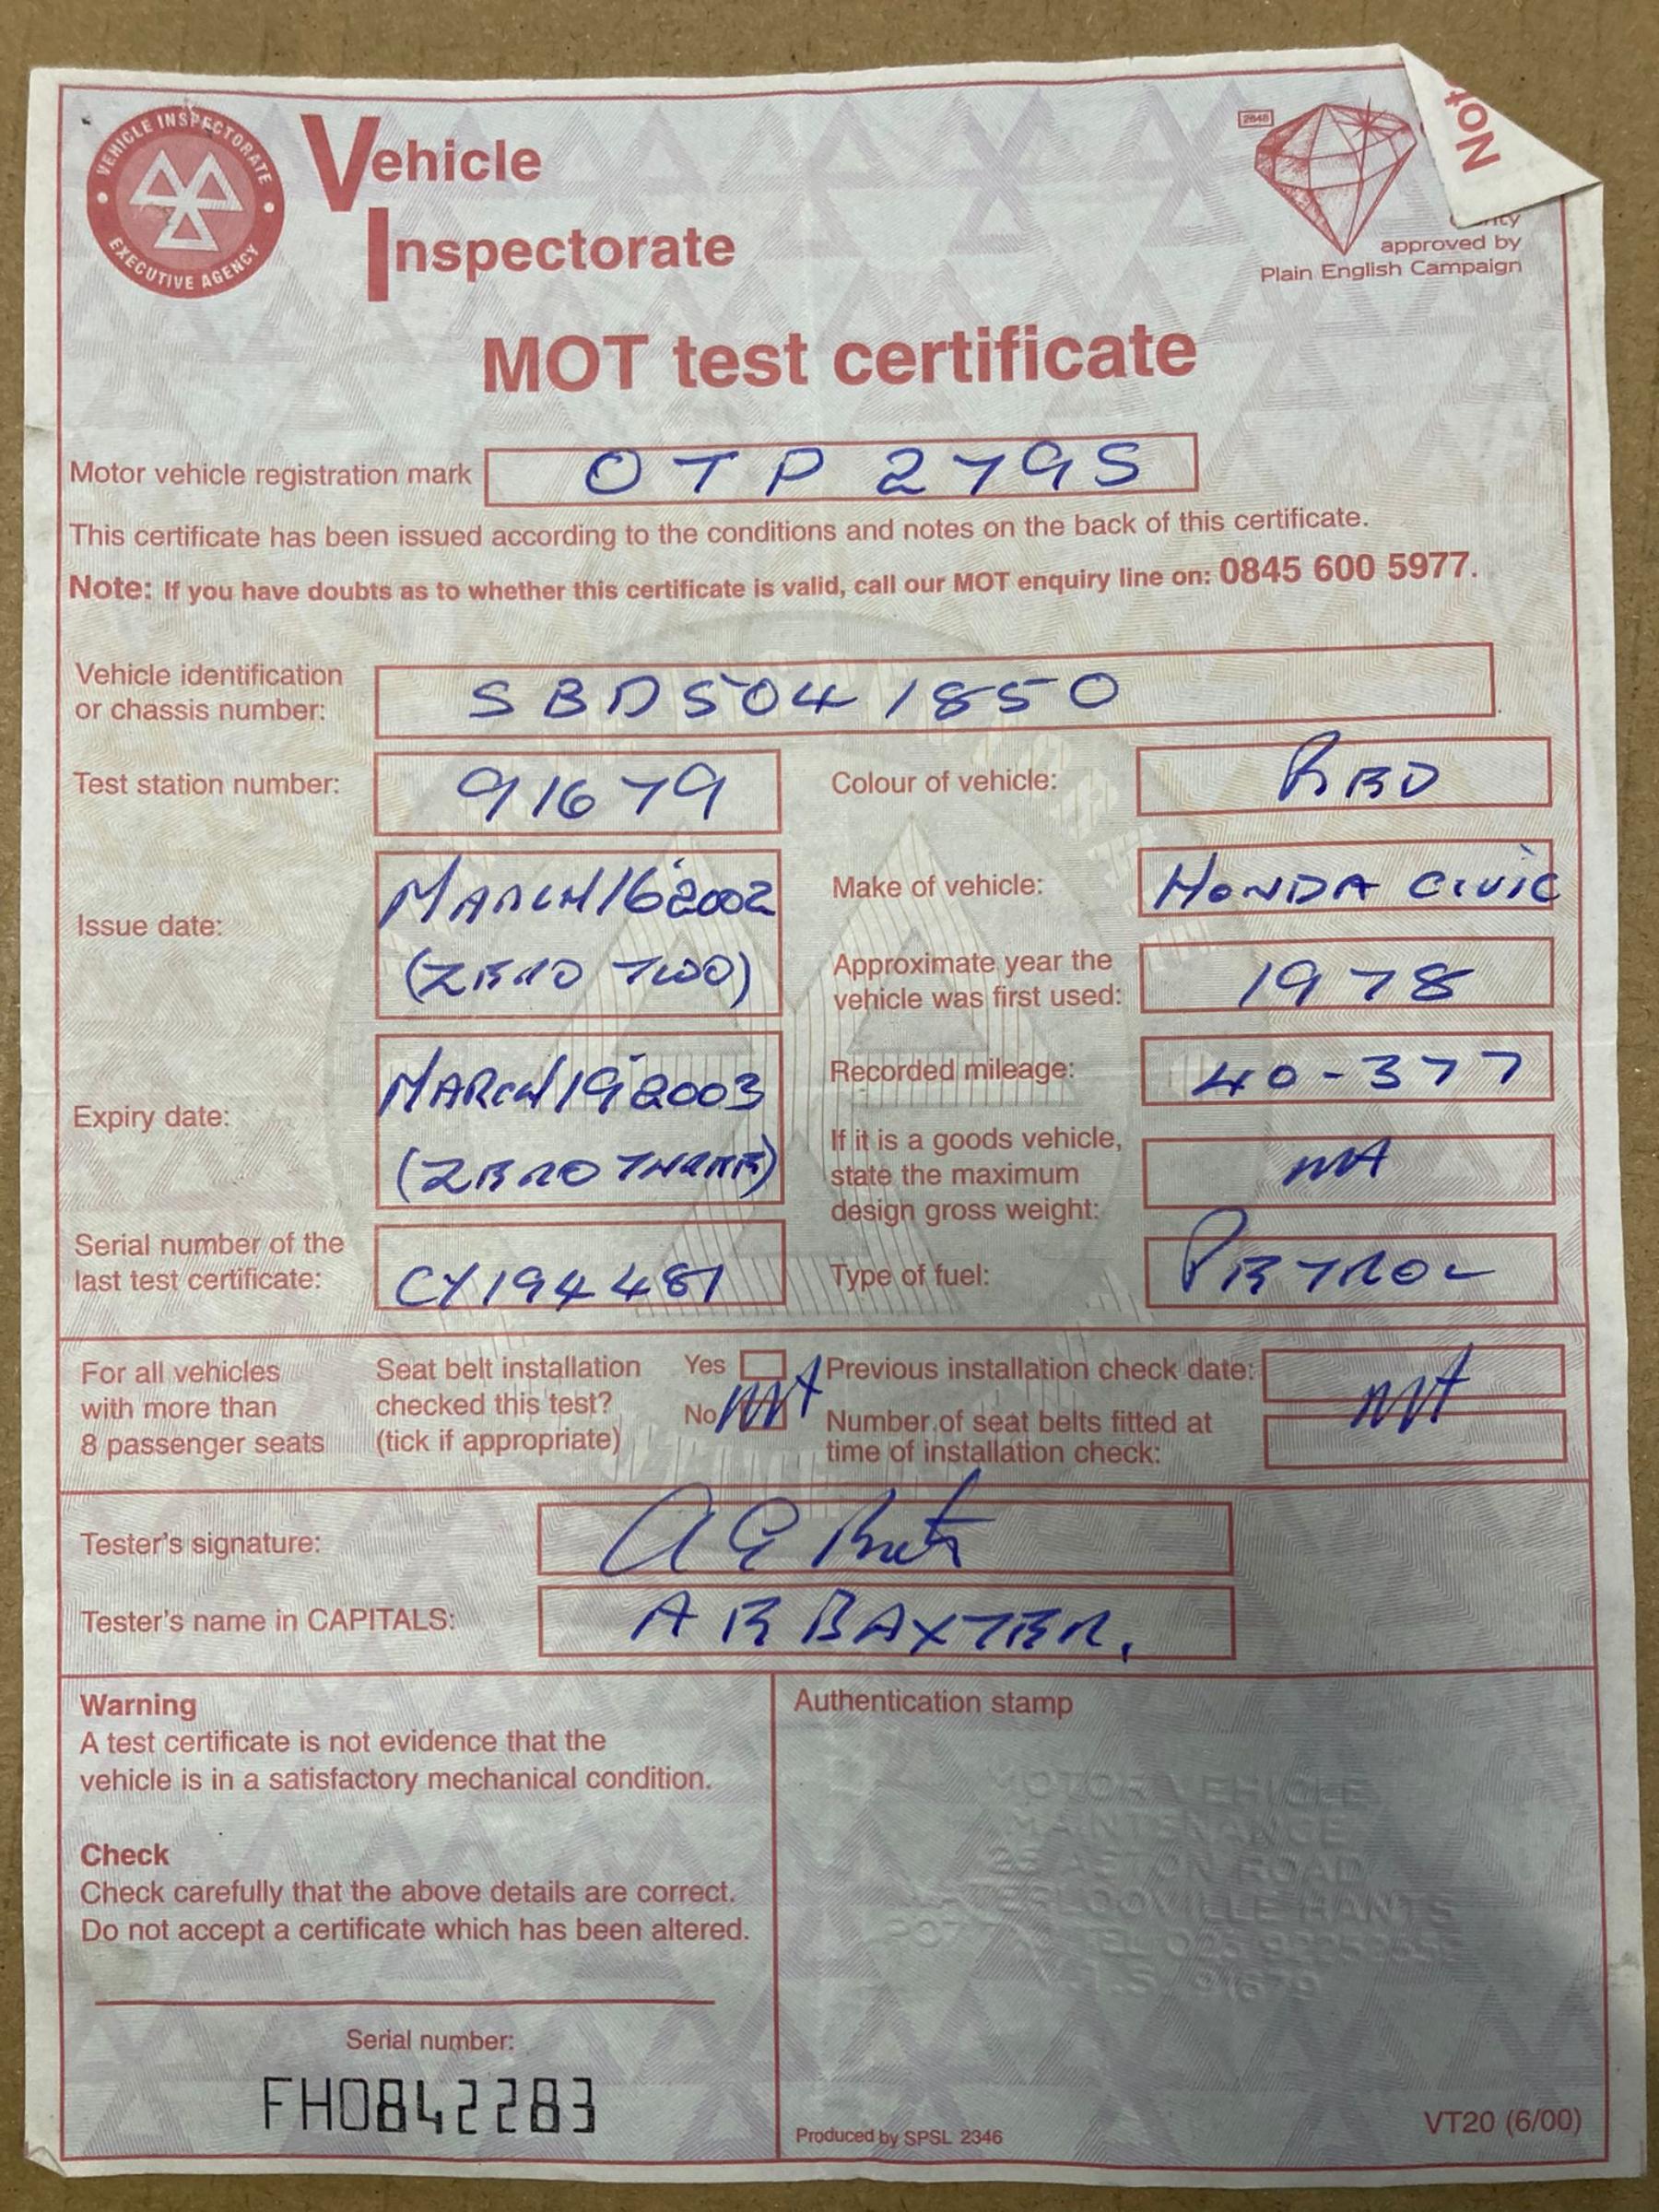 VEHICLE INSPECTORATE
EXECUTIVE AGENCY
Vehicle
Inspectorate
2848
Not
approved by
Plain English Campaign
MOT test certificate
Motor vehicle registration mark OTP 279S
This certificate has been issued according to the conditions and notes on the back of this certificate.
Note: If you have doubts as to whether this certificate is valid, call our MOT enquiry line on: 0845 600 5977.
Vehicle identification
or chassis number: SBD5041850
Test station number: 91679
Colour of vehicle: RED
Issue date: MARCH 16 2002
(ZERO TWO)
Make of vehicle: HONDA CIVIC
Approximate year the
vehicle was first used: 1978
Expiry date: MARCH 19 2003
(ZERO THREE)
Recorded mileage: 40-377
If it is a goods vehicle,
state the maximum
design gross weight: NA
Serial number of the
last test certificate: CY194481
Type of fuel: PETROL
For all vehicles
with more than
8 passenger seats
Seat belt installation
checked this test?
(tick if appropriate)
Yes
No NA
Previous installation check date: NA
Number of seat belts fitted at
time of installation check:
Tester's signature: A E
Tester's name in CAPITALS: A E BAXTER.
Warning
A test certificate is not evidence that the
vehicle is in a satisfactory mechanical condition.
Check
Check carefully that the above details are correct.
Do not accept a certificate which has been altered.
Serial number:
FH0842283
Authentication stamp
MOTOR VEHICLE
MAINTENANCE
ASTON ROAD
WATERLOOVILLE HANTS
PO7 TEL 023
V.T.S. 91679
Produced by SPSL 2346
VT20 (6/00)